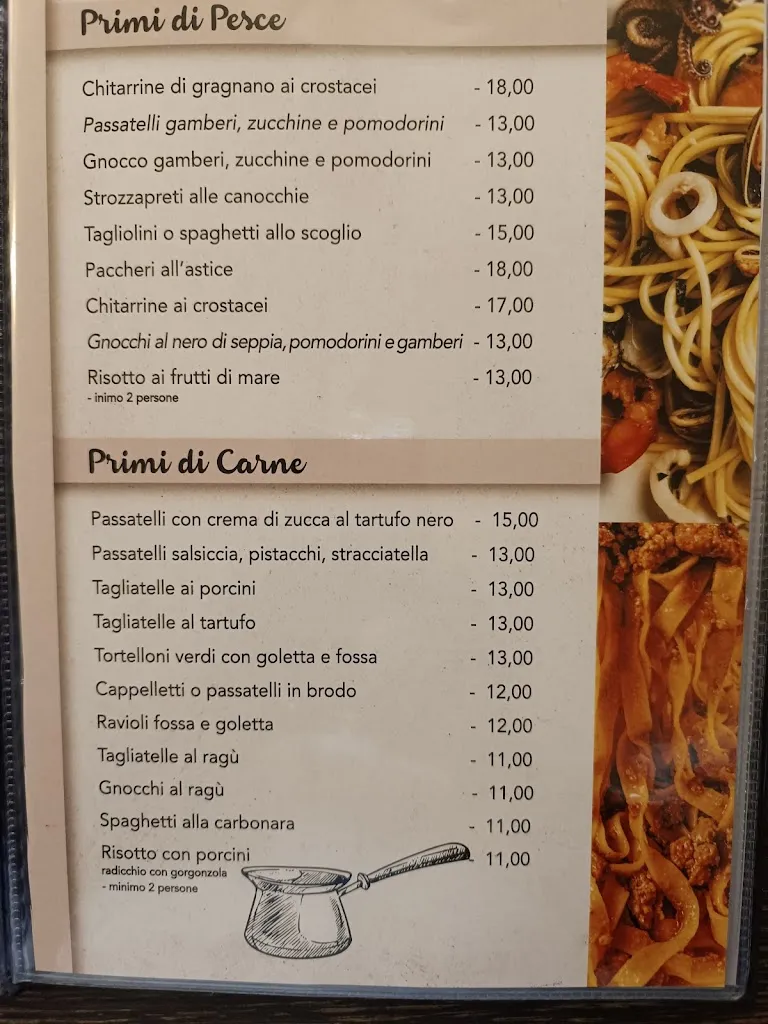 Primi di Pesce
Chitarrine di gragnano ai crostacei - 18,00
Passatelli gamberi, zucchine e pomodorini - 13,00
Gnocco gamberi, zucchine e pomodorini - 13,00
Strozzapreti alle canocchie - 13,00
Tagliolini o spaghetti allo scoglio - 15,00
Paccheri all'astice - 18,00
Chitarrine ai crostacei - 17,00
Gnocchi al nero di seppia, pomodorini e gamberi - 13,00
Risotto ai frutti di mare - 13,00
- inimo 2 persone
Primi di Carne
Passatelli con crema di zucca al tartufo nero - 15,00
Passatelli salsiccia, pistacchi, stracciatella - 13,00
Tagliatelle ai porcini - 13,00
Tagliatelle al tartufo - 13,00
Tortelloni verdi con goletta e fossa - 13,00
Cappelletti o passatelli in brodo - 12,00
Ravioli fossa e goletta - 12,00
Tagliatelle al ragù - 11,00
Gnocchi al ragù - 11,00
Spaghetti alla carbonara - 11,00
Risotto con porcini - 11,00
radicchio con gorgonzola
- minimo 2 persone